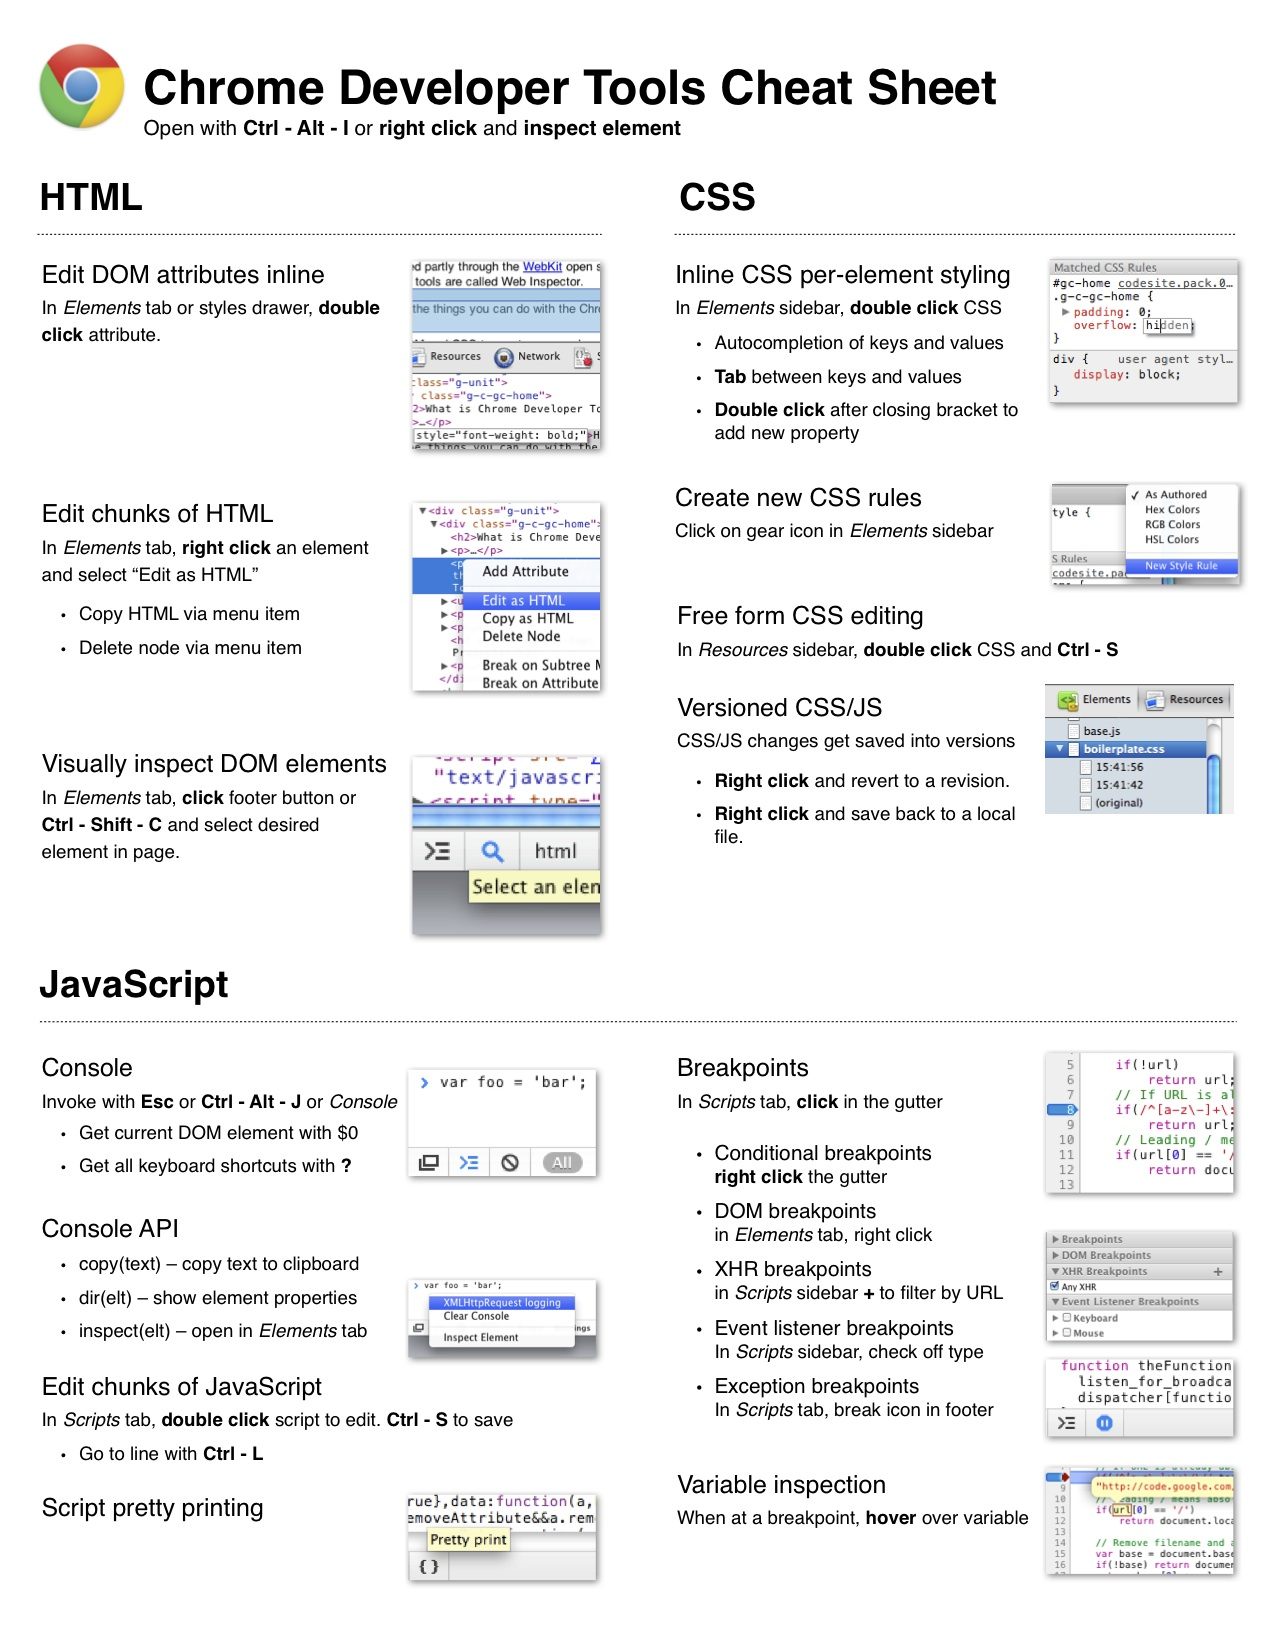 Chrome Developer Tools Cheat Sheet
Open with Ctrl - Alt - I or right click and inspect element
HTML
Edit DOM attributes inline
In Elements tab or styles drawer, double
click attribute.
ed partly through the WebKit open s
tools are called Web Inspector.
the things you can do with the Chr
Resources Network
class="g-unit">
class="g-c-gc-home">
2>What is Chrome Developer To
>…</p>
style="font-weight: bold;">H
e things you can do with the
Edit chunks of HTML
In Elements tab, right click an element
and select “Edit as HTML”
• Copy HTML via menu item
• Delete node via menu item
▼<div class="g-unit">
▼<div class="g-c-gc-home">
<h2>What is Chrome Deve
▶<p>…</p>
Add Attribute
Edit as HTML
Copy as HTML
Delete Node
Break on Subtree M
Break on Attribute
Visually inspect DOM elements
In Elements tab, click footer button or
Ctrl - Shift - C and select desired
element in page.
"text/javascri
<script type="
html
Select an elen
CSS
Inline CSS per-element styling
In Elements sidebar, double click CSS
• Autocompletion of keys and values
• Tab between keys and values
• Double click after closing bracket to
add new property
Matched CSS Rules
#gc-home codesite.pack.0…
.g-c-gc-home {
▶ padding: 0;
overflow: hidden;
}
div { user agent styl…
display: block;
}
Create new CSS rules
Click on gear icon in Elements sidebar
✓ As Authored
Hex Colors
RGB Colors
HSL Colors
New Style Rule
tyle {
S Rules
codesite.pac
Free form CSS editing
In Resources sidebar, double click CSS and Ctrl - S
Versioned CSS/JS
CSS/JS changes get saved into versions
• Right click and revert to a revision.
• Right click and save back to a local
file.
Elements Resources
base.js
▼ boilerplate.css
15:41:56
15:41:42
(original)
JavaScript
Console
Invoke with Esc or Ctrl - Alt - J or Console
• Get current DOM element with $0
• Get all keyboard shortcuts with ?
> var foo = 'bar';
All
Console API
• copy(text) – copy text to clipboard
• dir(elt) – show element properties
• inspect(elt) – open in Elements tab
> var foo = 'bar';
XMLHttpRequest logging
Clear Console
Inspect Element
ngs
Edit chunks of JavaScript
In Scripts tab, double click script to edit. Ctrl - S to save
• Go to line with Ctrl - L
Script pretty printing
rue},data:function(a,
emoveAttribute&&a.rem
Pretty print
{ }
Breakpoints
In Scripts tab, click in the gutter
• Conditional breakpoints
right click the gutter
• DOM breakpoints
in Elements tab, right click
• XHR breakpoints
in Scripts sidebar + to filter by URL
• Event listener breakpoints
In Scripts sidebar, check off type
• Exception breakpoints
In Scripts tab, break icon in footer
5 if(!url)
6 return url;
7 // If URL is al
8 if(/^[a-z\-]+\:
9 return url;
10 // Leading / me
11 if(url[0] == '/
12 return docu
13
▶ Breakpoints
▶ DOM Breakpoints
▼ XHR Breakpoints +
Any XHR
▼ Event Listener Breakpoints
▶ Keyboard
▶ Mouse
function theFunction
listen_for_broadca
dispatcher[functio
Variable inspection
When at a breakpoint, hover over variable
"http://code.google.com,
9
10 // Leading / means abso
11 if(url[0] == '/')
12 return document.loca
13
14 // Remove filename and a
15 var base = document.base
16 if(!base) return documer